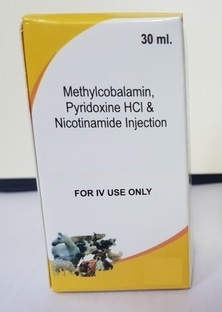 30 ml.
Methylcobalamin,
Pyridoxine HCl &
Nicotinamide Injection
FOR IV USE ONLY